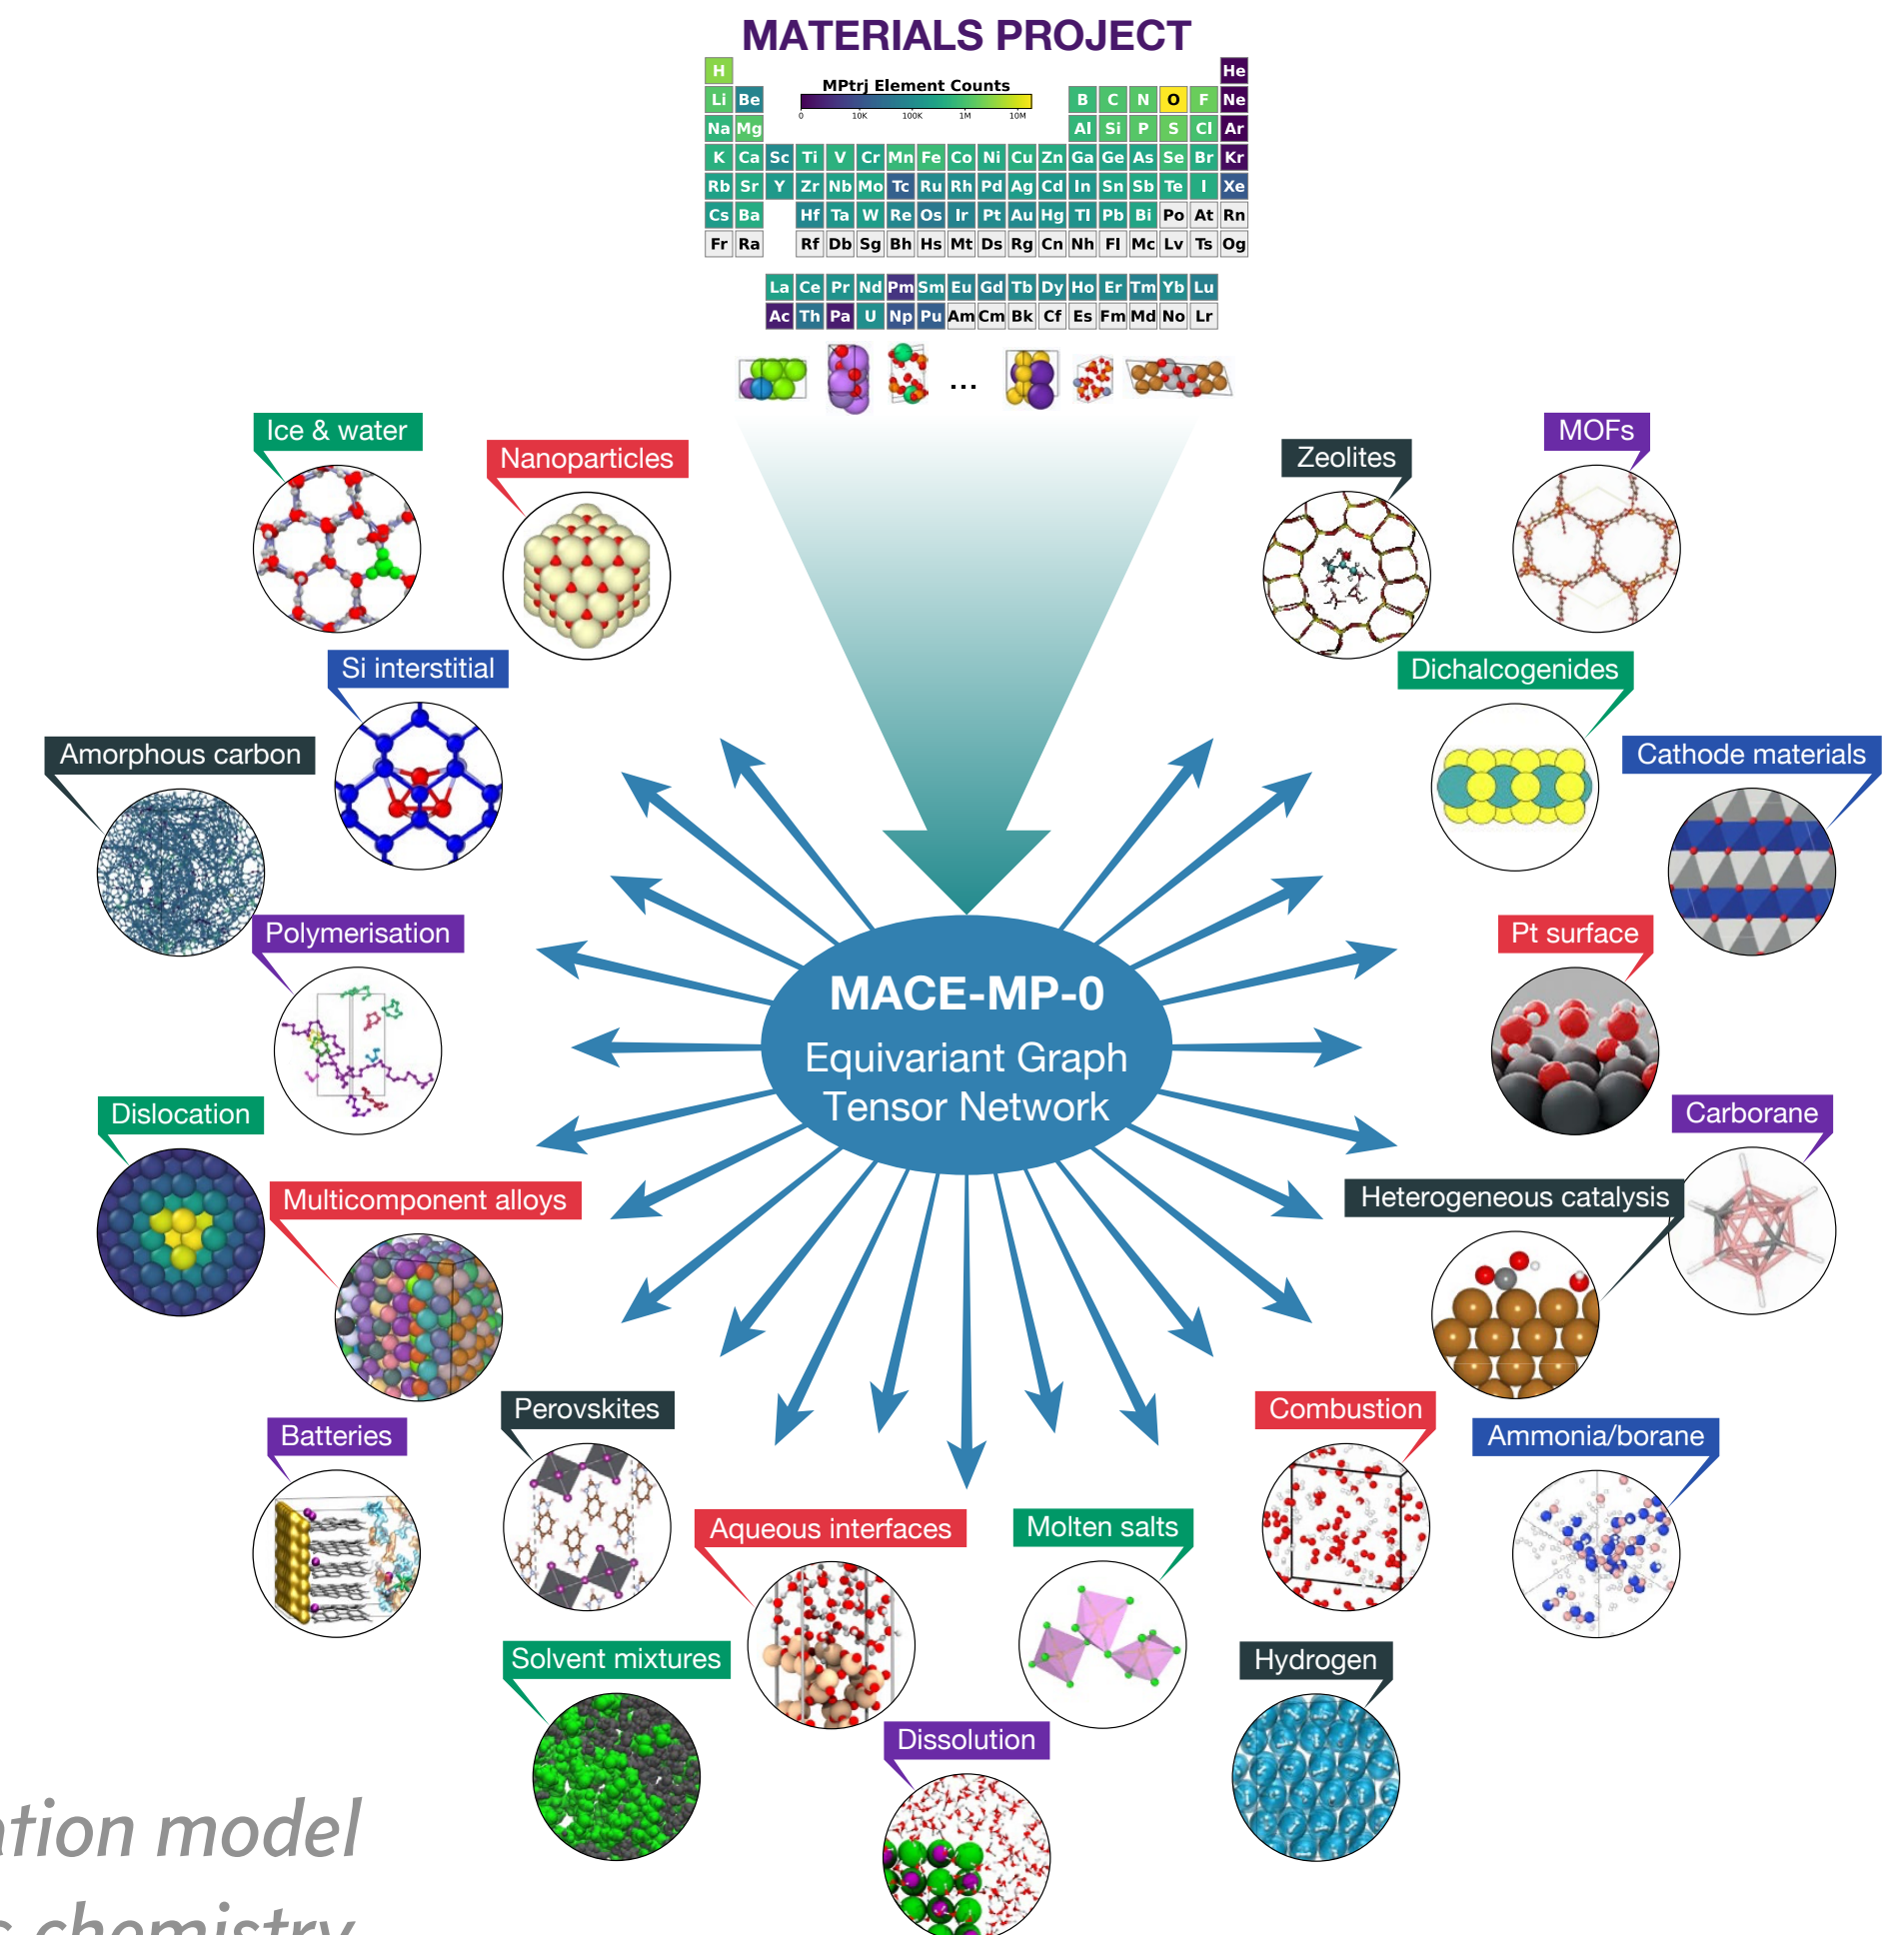 MATERIALS PROJECT
MPtrj Element Counts
0 10K 100K 1M 10M
H He
Li Be B C N O F Ne
Na Mg Al Si P S Cl Ar
K Ca Sc Ti V Cr Mn Fe Co Ni Cu Zn Ga Ge As Se Br Kr
Rb Sr Y Zr Nb Mo Tc Ru Rh Pd Ag Cd In Sn Sb Te I Xe
Cs Ba Hf Ta W Re Os Ir Pt Au Hg Tl Pb Bi Po At Rn
Fr Ra Rf Db Sg Bh Hs Mt Ds Rg Cn Nh Fl Mc Lv Ts Og
La Ce Pr Nd Pm Sm Eu Gd Tb Dy Ho Er Tm Yb Lu
Ac Th Pa U Np Pu Am Cm Bk Cf Es Fm Md No Lr
...
Ice & water
Nanoparticles
Zeolites
MOFs
Si interstitial
Dichalcogenides
Amorphous carbon
Cathode materials
Polymerisation
Pt surface
MACE-MP-0
Equivariant Graph
Tensor Network
Dislocation
Carborane
Multicomponent alloys
Heterogeneous catalysis
Perovskites
Combustion
Batteries
Ammonia/borane
Aqueous interfaces
Molten salts
Solvent mixtures
Hydrogen
Dissolution
ation model
chemistry